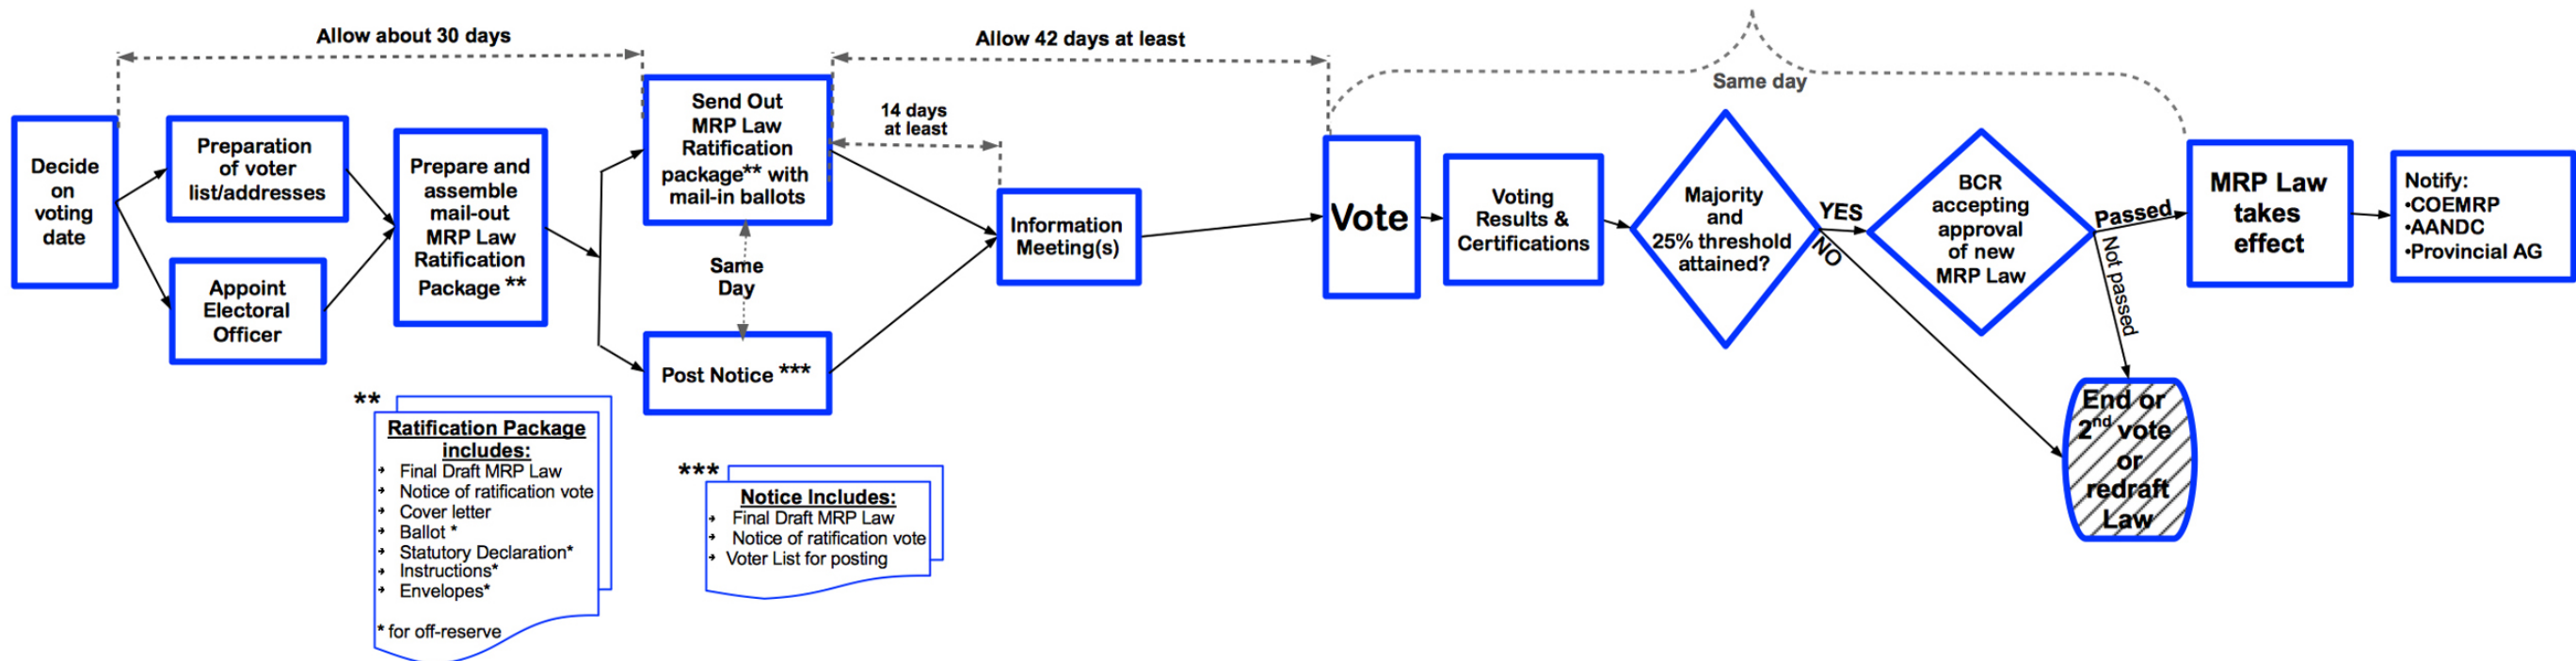 Allow about 30 days
Allow 42 days at least
Same day
14 days
at least
Decide
on
voting
date
Preparation
of voter
list/addresses
Appoint
Electoral
Officer
Prepare and
assemble
mail-out
MRP Law
Ratification
Package **
Send Out
MRP Law
Ratification
package** with
mail-in ballots
Same
Day
Post Notice ***
Information
Meeting(s)
Vote
Voting
Results &
Certifications
Majority
and
25% threshold
attained?
YES
NO
BCR
accepting
approval
of new
MRP Law
Passed
Not passed
MRP Law
takes
effect
Notify:
•COEMRP
•AANDC
•Provincial AG
End or
2nd vote
or
redraft
Law
**
Ratification Package
includes:
Final Draft MRP Law
Notice of ratification vote
Cover letter
Ballot *
Statutory Declaration*
Instructions*
Envelopes*
* for off-reserve
***
Notice Includes:
Final Draft MRP Law
Notice of ratification vote
Voter List for posting